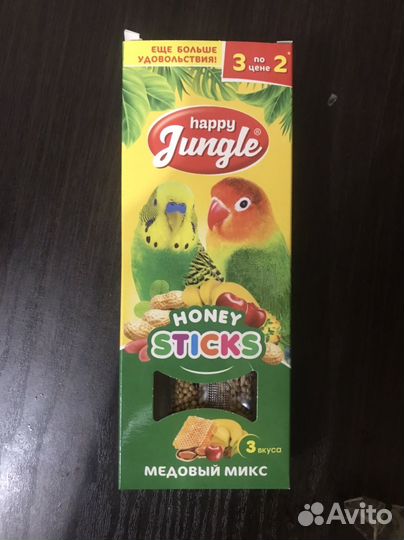 ЕЩЕ БОЛЬШЕ
УДОВОЛЬСТВИЯ!
3 по цене 2*
happy
Jungle®
HONEY
STICKS
3 вкуса
МЕДОВЫЙ МИКС
Avito